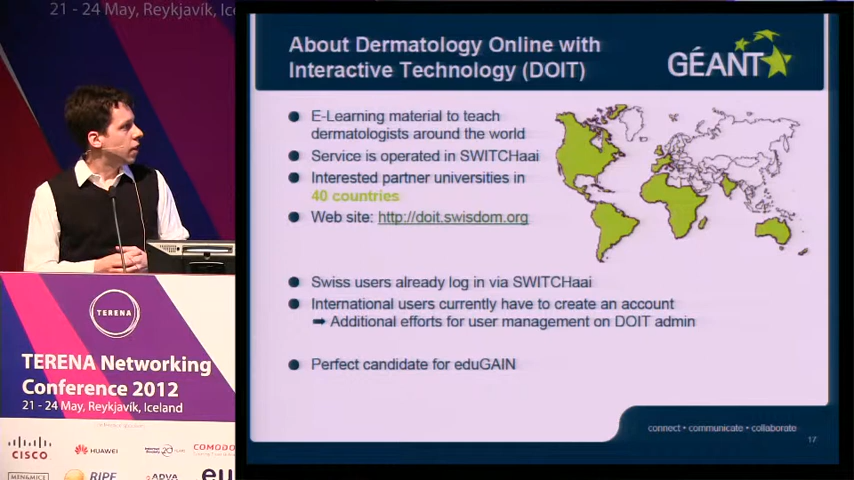 21 - 24 May, Reykjavík, Ice
About Dermatology Online with
Interactive Technology (DOIT)
GÉANT
E-Learning material to teach
dermatologists around the world
Service is operated in SWITCHaai
Interested partner universities in
40 countries
Web site: http://doit.swisdom.org
Swiss users already log in via SWITCHaai
International users currently have to create an account
➡ Additional efforts for user management on DOIT admin
Perfect candidate for eduGAIN
connect • communicate • collaborate
17
TERENA
TERENA Networking
Conference 2012
21 - 24 May, Reykjavík, Iceland
CISCO
HUAWEI
COMODO
MEN&MICE
RIPE
ADVA
eu